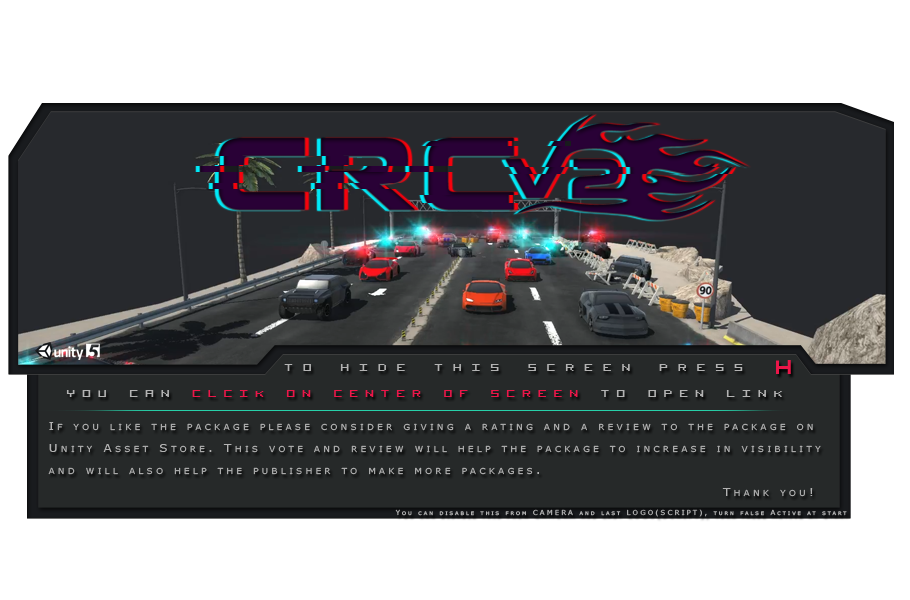 CRCV2
90
unity 5
TO HIDE THIS SCREEN PRESS H
YOU CAN CLCIK ON CENTER OF SCREEN TO OPEN LINK
If you like the package please consider giving a rating and a review to the package on
Unity Asset Store. This vote and review will help the package to increase in visibility
and will also help the publisher to make more packages.
Thank you!
You can disable this from CAMERA and last LOGO(SCRIPT), turn false Active at start